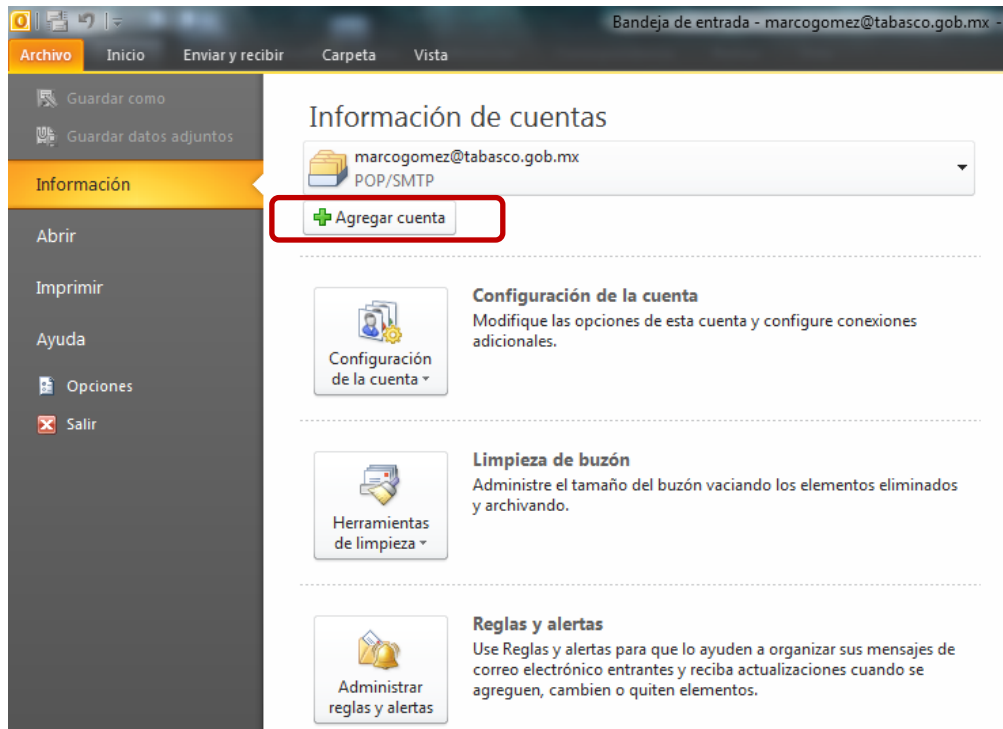 Bandeja de entrada - marcogomez@tabasco.gob.mx -
Archivo Inicio Enviar y recibir Carpeta Vista
Guardar como
Guardar datos adjuntos
Información
Abrir
Imprimir
Ayuda
Opciones
Salir
Información de cuentas
marcogomez@tabasco.gob.mx
POP/SMTP
Agregar cuenta
Configuración
de la cuenta
Configuración de la cuenta
Modifique las opciones de esta cuenta y configure conexiones
adicionales.
Herramientas
de limpieza
Limpieza de buzón
Administre el tamaño del buzón vaciando los elementos eliminados
y archivando.
Administrar
reglas y alertas
Reglas y alertas
Use Reglas y alertas para que lo ayuden a organizar sus mensajes de
correo electrónico entrantes y reciba actualizaciones cuando se
agreguen, cambien o quiten elementos.